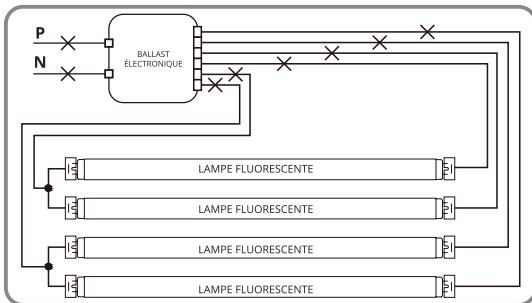 P
N
BALLAST
ÉLECTRONIQUE
LAMPE FLUORESCENTE
LAMPE FLUORESCENTE
LAMPE FLUORESCENTE
LAMPE FLUORESCENTE